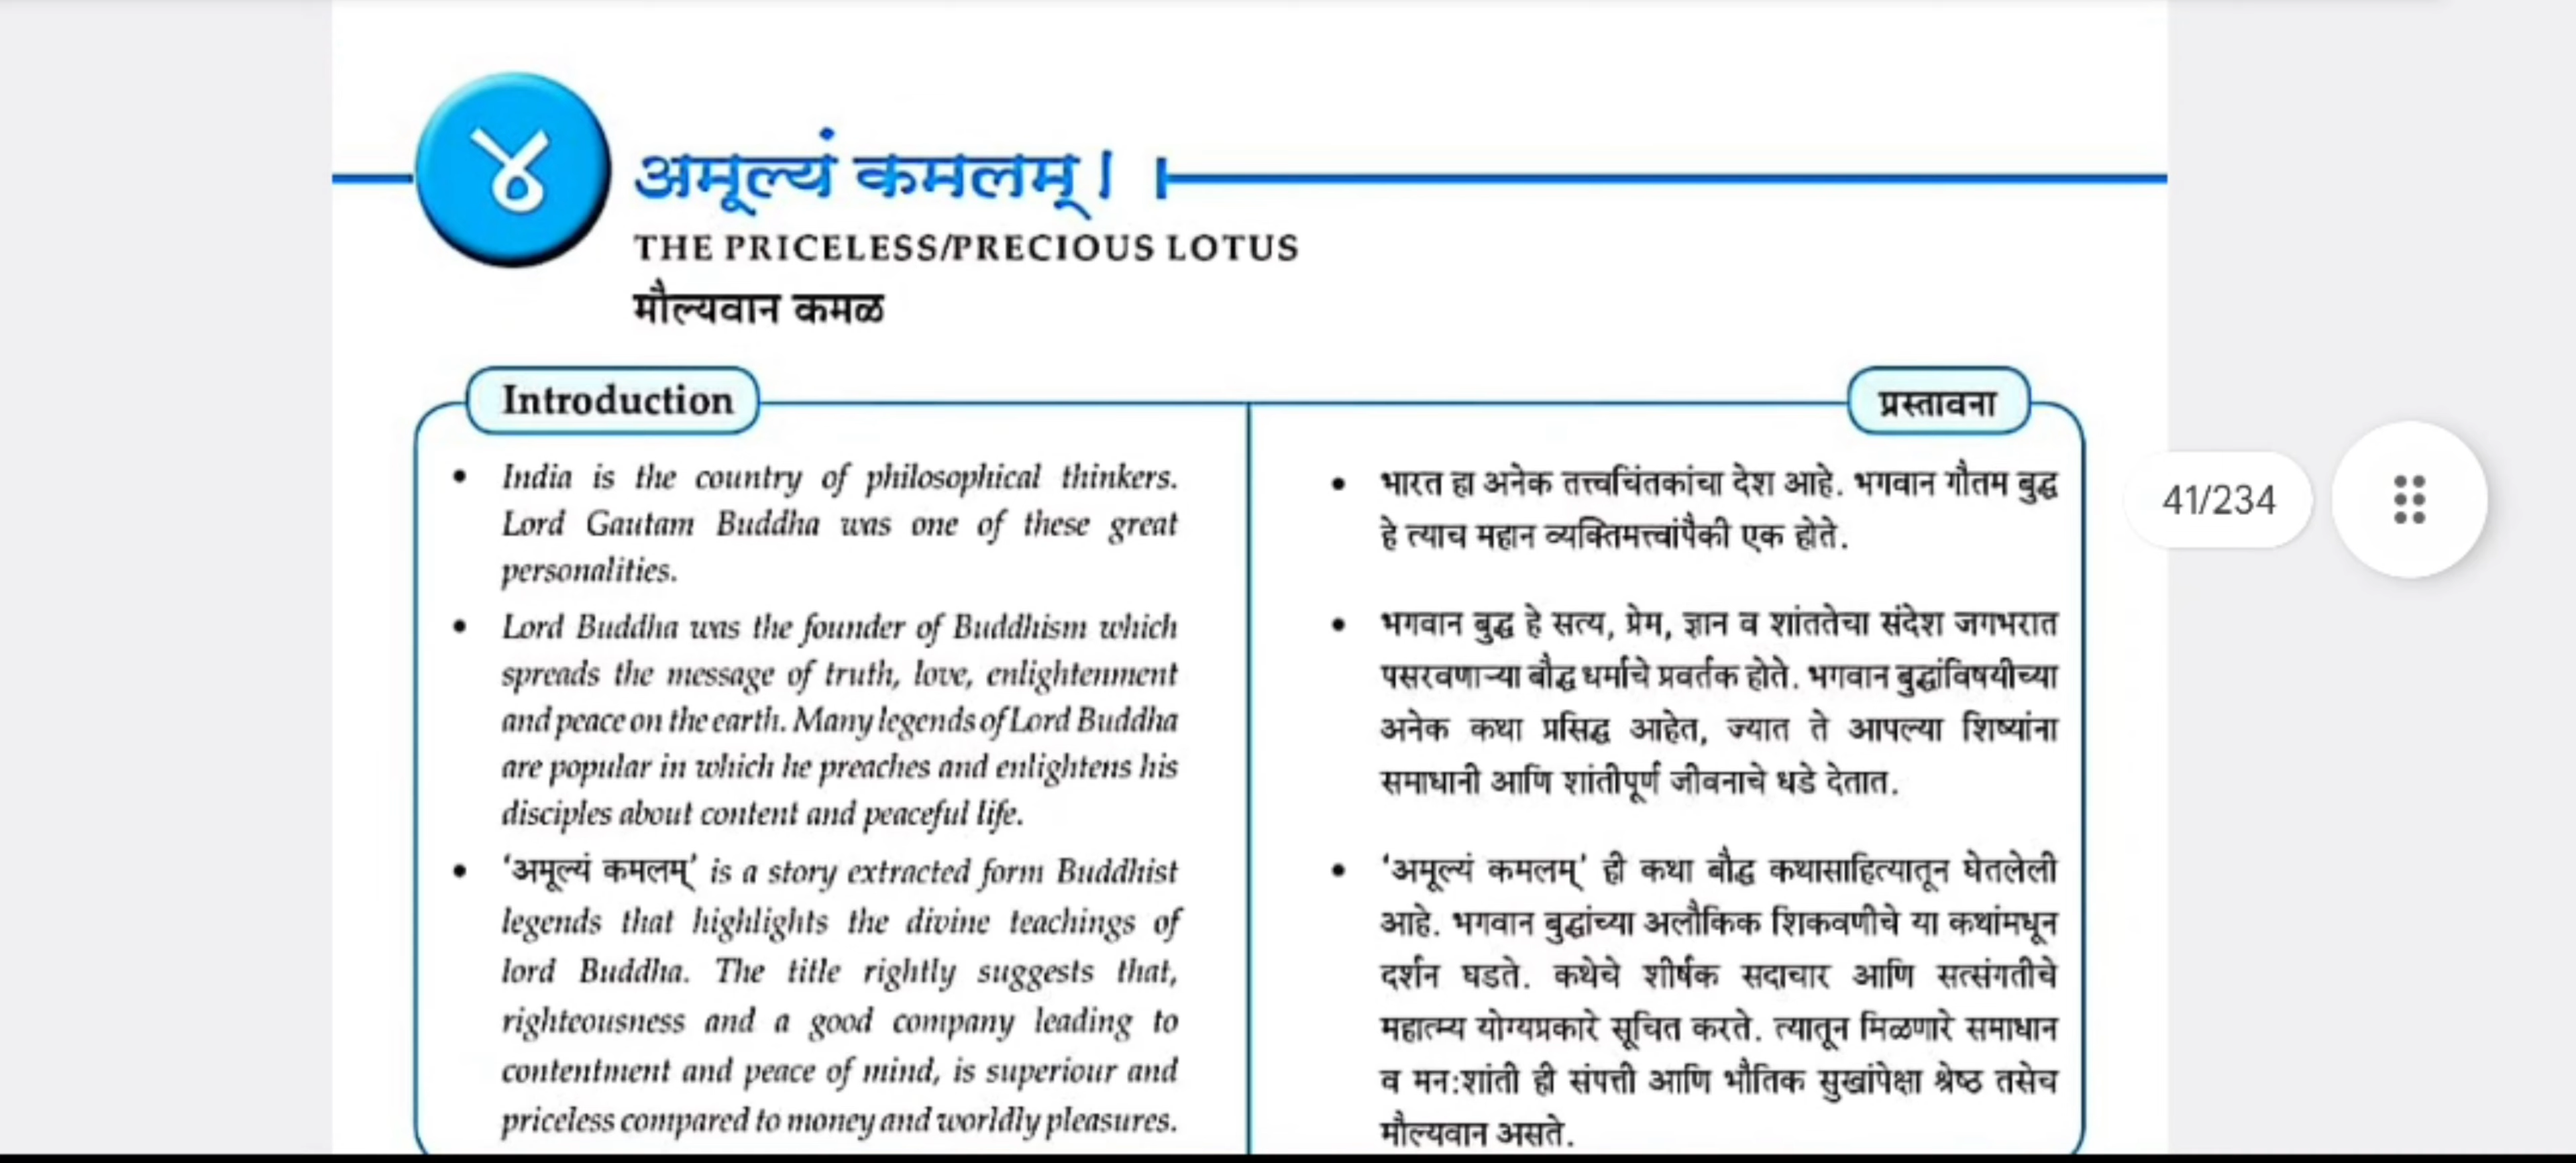 ४
अमूल्यं कमलम्। ।
THE PRICELESS/PRECIOUS LOTUS
मौल्यवान कमळ
Introduction
• India is the country of philosophical thinkers.
Lord Gautam Buddha was one of these great
personalities.
• Lord Buddha was the founder of Buddhism which
spreads the message of truth, love, enlightenment
and peace on the earth. Many legends of Lord Buddha
are popular in which he preaches and enlightens his
disciples about content and peaceful life.
• ‘अमूल्यं कमलम्’ is a story extracted form Buddhist
legends that highlights the divine teachings of
lord Buddha. The title rightly suggests that,
righteousness and a good company leading to
contentment and peace of mind, is superiour and
priceless compared to money and worldly pleasures.
प्रस्तावना
• भारत हा अनेक तत्त्वचिंतकांचा देश आहे. भगवान गौतम बुद्ध
हे त्याच महान व्यक्तिमत्त्वांपैकी एक होते.
• भगवान बुद्ध हे सत्य, प्रेम, ज्ञान व शांततेचा संदेश जगभरात
पसरवणाऱ्या बौद्ध धर्माचे प्रवर्तक होते. भगवान बुद्धांविषयीच्या
अनेक कथा प्रसिद्ध आहेत, ज्यात ते आपल्या शिष्यांना
समाधानी आणि शांतीपूर्ण जीवनाचे धडे देतात.
• ‘अमूल्यं कमलम्’ ही कथा बौद्ध कथासाहित्यातून घेतलेली
आहे. भगवान बुद्धांच्या अलौकिक शिकवणीचे या कथांमधून
दर्शन घडते. कथेचे शीर्षक सदाचार आणि सत्संगतीचे
महात्म्य योग्यप्रकारे सूचित करते. त्यातून मिळणारे समाधान
व मन:शांती ही संपत्ती आणि भौतिक सुखांपेक्षा श्रेष्ठ तसेच
मौल्यवान असते.
41/234